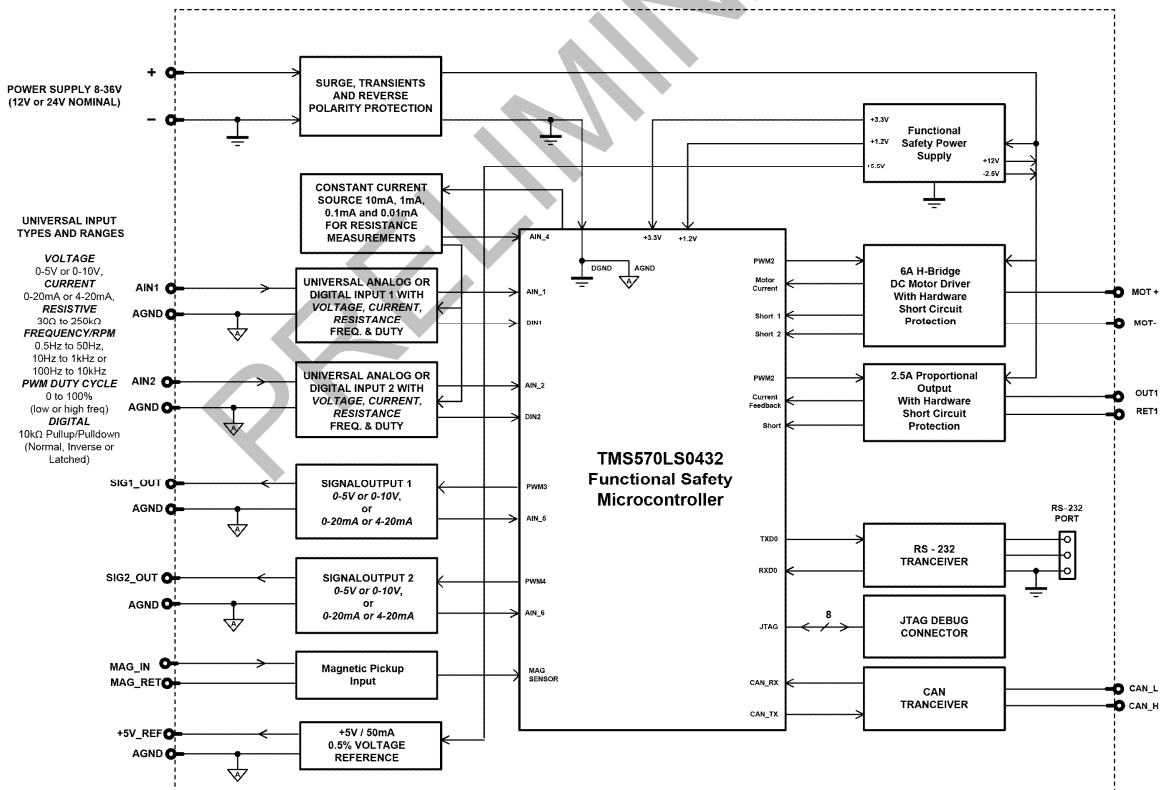 PRELIMIN
+
POWER SUPPLY 8-36V
(12V or 24V NOMINAL)
−
SURGE, TRANSIENTS
AND REVERSE
POLARITY PROTECTION
+3.3V
+1.2V
+5.5V
Functional
Safety Power
Supply
+12V
-2.5V
CONSTANT CURRENT
SOURCE 10mA, 1mA,
0.1mA and 0.01mA
FOR RESISTANCE
MEASUREMENTS
UNIVERSAL INPUT
TYPES AND RANGES
VOLTAGE
0-5V or 0-10V,
CURRENT
0-20mA or 4-20mA,
RESISTIVE
30Ω to 250kΩ
FREQUENCY/RPM
0.5Hz to 50Hz,
10Hz to 1kHz or
100Hz to 10kHz
PWM DUTY CYCLE
0 to 100%
(low or high freq)
DIGITAL
10kΩ Pullup/Pulldown
(Normal, Inverse or
Latched)
AIN1
AGND
A
UNIVERSAL ANALOG OR
DIGITAL INPUT 1 WITH
VOLTAGE, CURRENT,
RESISTANCE
FREQ. & DUTY
AIN2
AGND
A
UNIVERSAL ANALOG OR
DIGITAL INPUT 2 WITH
VOLTAGE, CURRENT,
RESISTANCE
FREQ. & DUTY
SIG1_OUT
AGND
A
SIGNALOUTPUT 1
0-5V or 0-10V,
or
0-20mA or 4-20mA
SIG2_OUT
AGND
A
SIGNALOUTPUT 2
0-5V or 0-10V,
or
0-20mA or 4-20mA
MAG_IN
MAG_RET
Magnetic Pickup
Input
+5V_REF
AGND
A
+5V / 50mA
0.5% VOLTAGE
REFERENCE
AIN_4
+3.3V
+1.2V
DGND
AGND
A
AIN_1
DIN1
AIN_2
DIN2
PWM3
AIN_5
PWM4
AIN_6
MAG
SENSOR
TMS570LS0432
Functional Safety
Microcontroller
PWM2
Motor
Current
Short 1
Short 2
PWM2
Current
Feedback
Short
TXD0
RXD0
JTAG
8
CAN_RX
CAN_TX
6A H-Bridge
DC Motor Driver
With Hardware
Short Circuit
Protection
MOT +
MOT-
2.5A Proportional
Output
With Hardware
Short Circuit
Protection
OUT1
RET1
RS - 232
TRANCEIVER
RS-232
PORT
JTAG DEBUG
CONNECTOR
CAN
TRANCEIVER
CAN_L
CAN_H